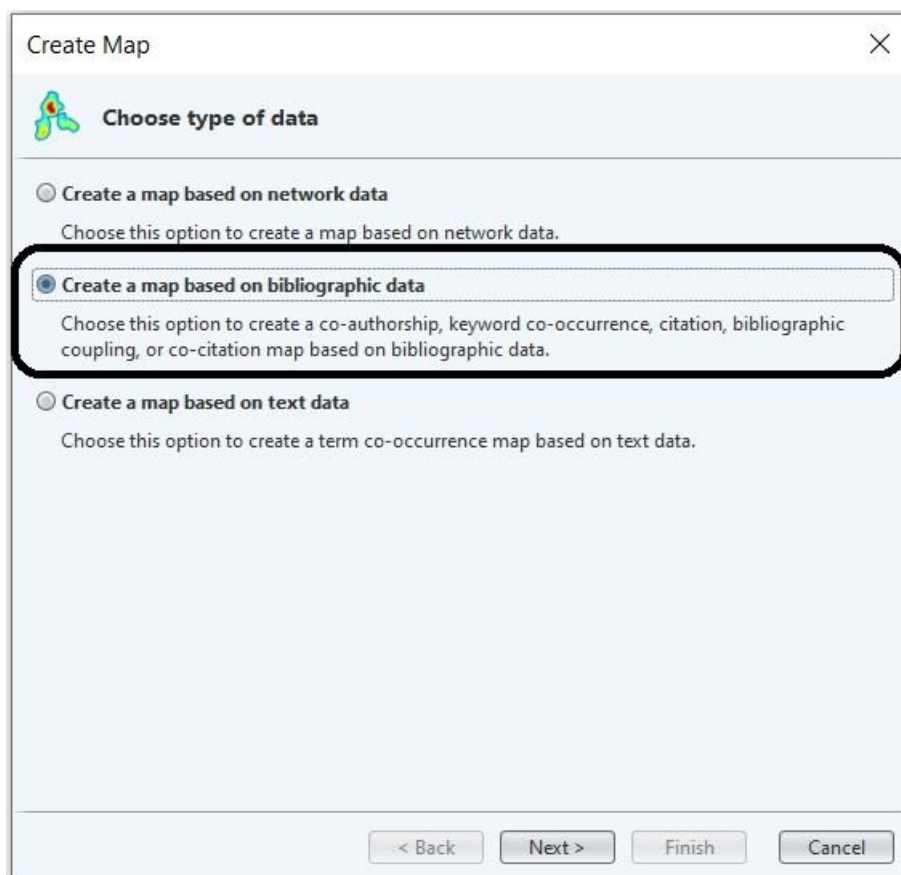 Create Map
Choose type of data
Create a map based on network data
Choose this option to create a map based on network data.
Create a map based on bibliographic data
Choose this option to create a co-authorship, keyword co-occurrence, citation, bibliographic
coupling, or co-citation map based on bibliographic data.
Create a map based on text data
Choose this option to create a term co-occurrence map based on text data.
< Back Next > Finish Cancel